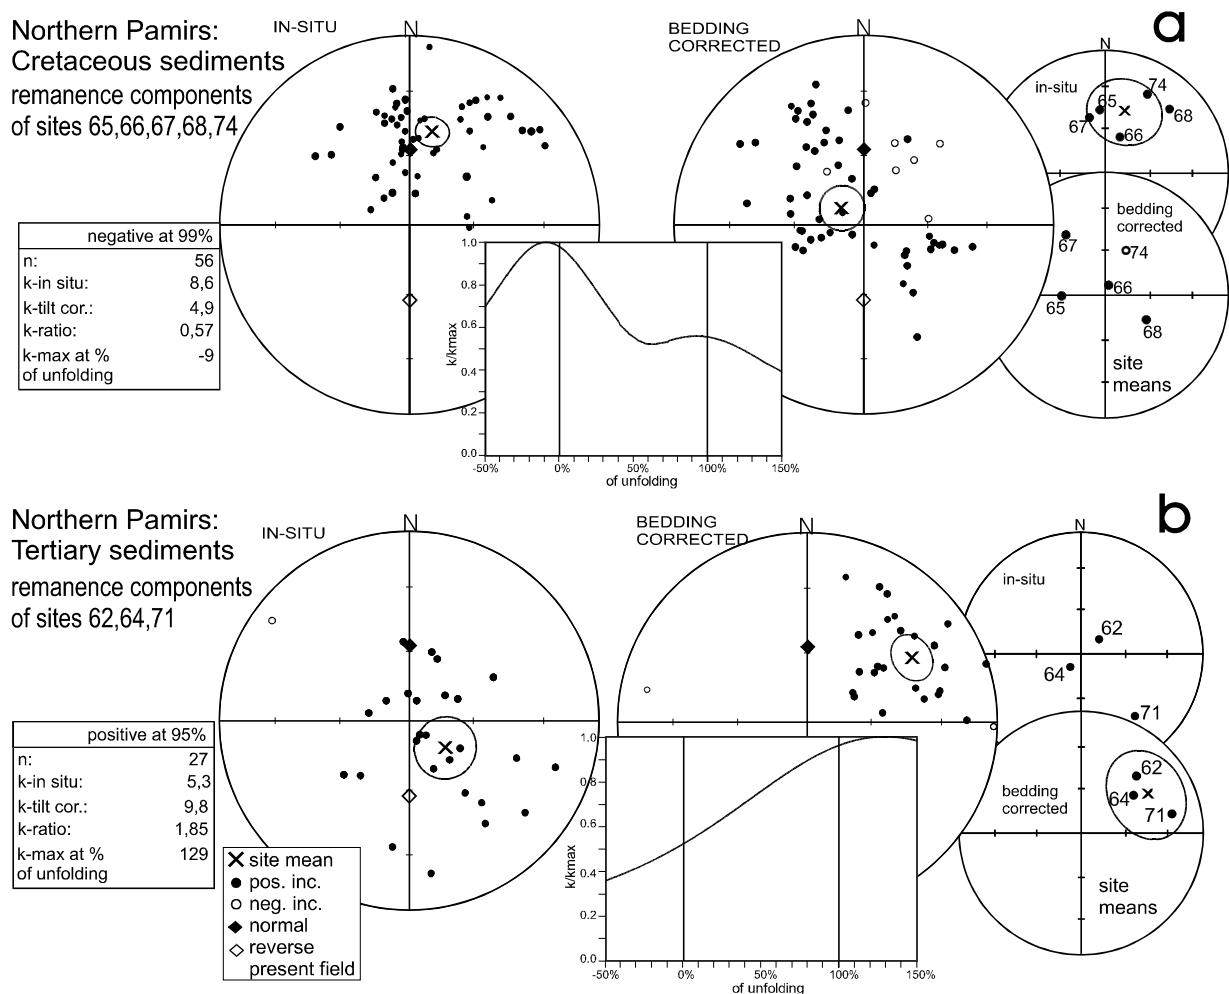 Northern Pamirs:
Cretaceous sediments
remanence components
of sites 65,66,67,68,74
IN-SITU
N
BEDDING
CORRECTED
N
a
N
in-situ
65
74
68
67
66
bedding
corrected
67
74
66
65
68
site
means
negative at 99%
n: 56
k-in situ: 8,6
k-tilt cor.: 4,9
k-ratio: 0,57
k-max at % -9
of unfolding
k/kmax
1.0
0.8
0.6
0.4
0.2
0.0
-50% 0% 50% 100% 150%
of unfolding
Northern Pamirs:
Tertiary sediments
remanence components
of sites 62,64,71
IN-SITU
N
BEDDING
CORRECTED
N
b
N
in-situ
62
64
71
bedding
corrected
62
64
71
site
means
positive at 95%
n: 27
k-in situ: 5,3
k-tilt cor.: 9,8
k-ratio: 1,85
k-max at % 129
of unfolding
site mean
pos. inc.
neg. inc.
normal
reverse
present field
k/kmax
1.0
0.8
0.6
0.4
0.2
0.0
-50% 0% 50% 100% 150%
of unfolding